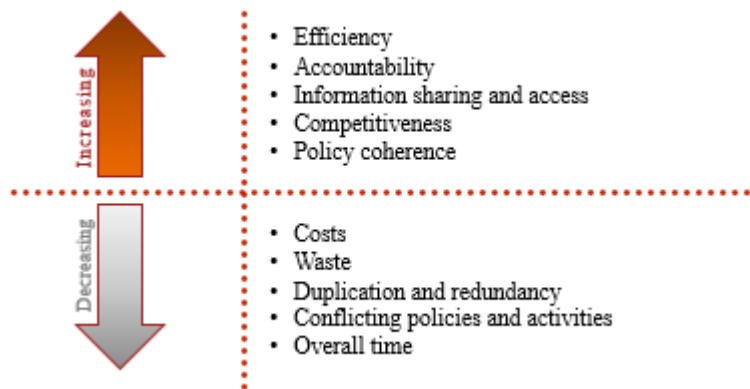 Increasing
• Efficiency
• Accountability
• Information sharing and access
• Competitiveness
• Policy coherence
Decreasing
• Costs
• Waste
• Duplication and redundancy
• Conflicting policies and activities
• Overall time